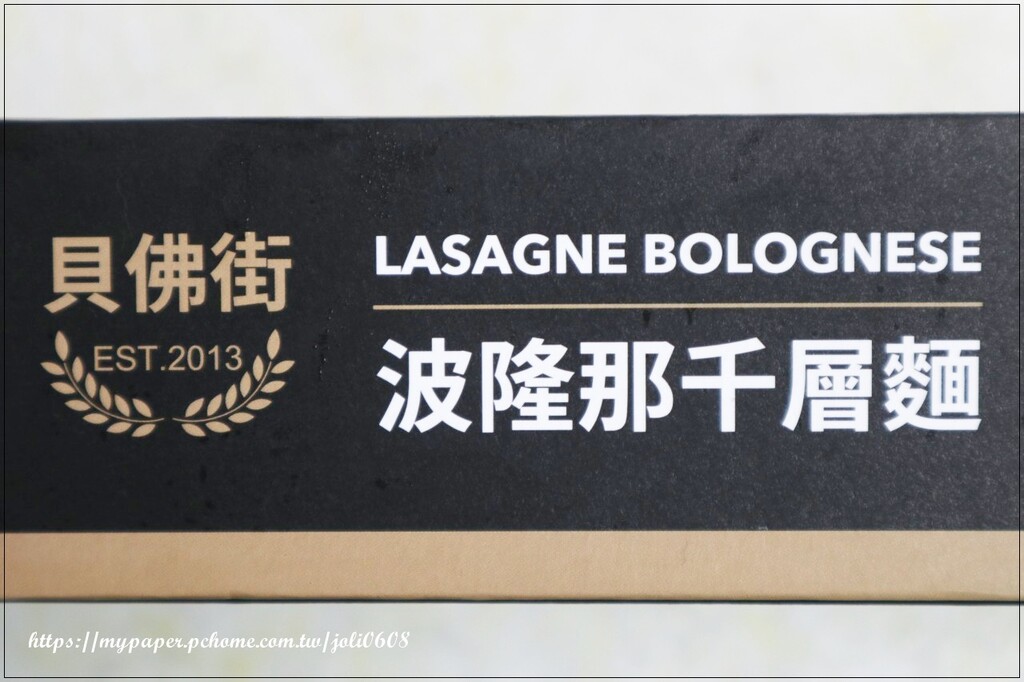 貝佛街
EST.2013
LASAGNE BOLOGNESE
波隆那千層麵
https://mypaper.pchome.com.tw/joli0608